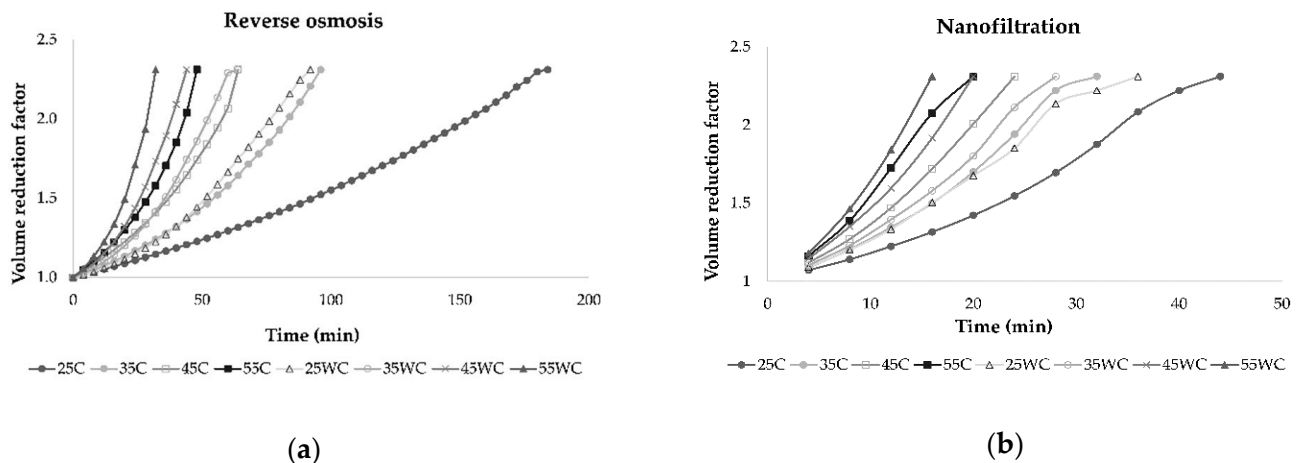 Reverse osmosis
2.5
2.0
1.5
1.0
Volume reduction factor
0 50 100 150 200
Time (min)
25C 35C 45C 55C 25WC 35WC 45WC 55WC
(a)
Nanofiltration
2.5
2
1.5
1
Volume reduction factor
0 10 20 30 40 50
Time (min)
25C 35C 45C 55C 25WC 35WC 45WC 55WC
(b)